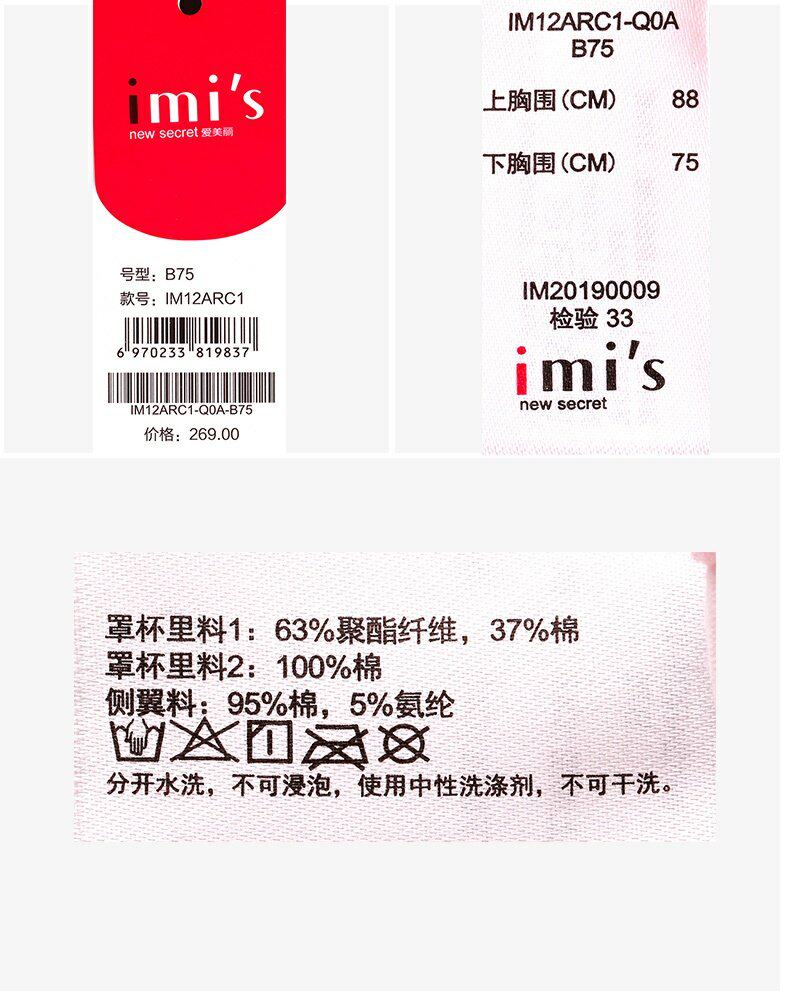 imi's
new secret 爱美丽
号型：B75
款号：IM12ARC1
6 970233 819837
IM12ARC1-Q0A-B75
价格：269.00
IM12ARC1-Q0A
B75
上胸围(CM) 88
下胸围(CM) 75
IM20190009
检验 33
imi's
new secret
罩杯里料1：63%聚酯纤维，37%棉
罩杯里料2：100%棉
侧翼料：95%棉，5%氨纶
分开水洗，不可浸泡，使用中性洗涤剂，不可干洗。